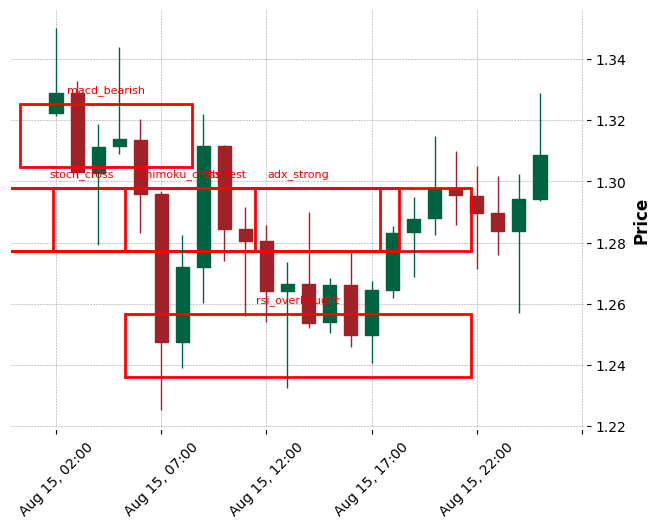 macd_bearish
stoch_cross
adx_strong
rsi_overbought
1.34
1.32
1.30
1.28
1.26
1.24
1.22
Price
Aug 15, 02:00
Aug 15, 07:00
Aug 15, 12:00
Aug 15, 17:00
Aug 15, 22:00